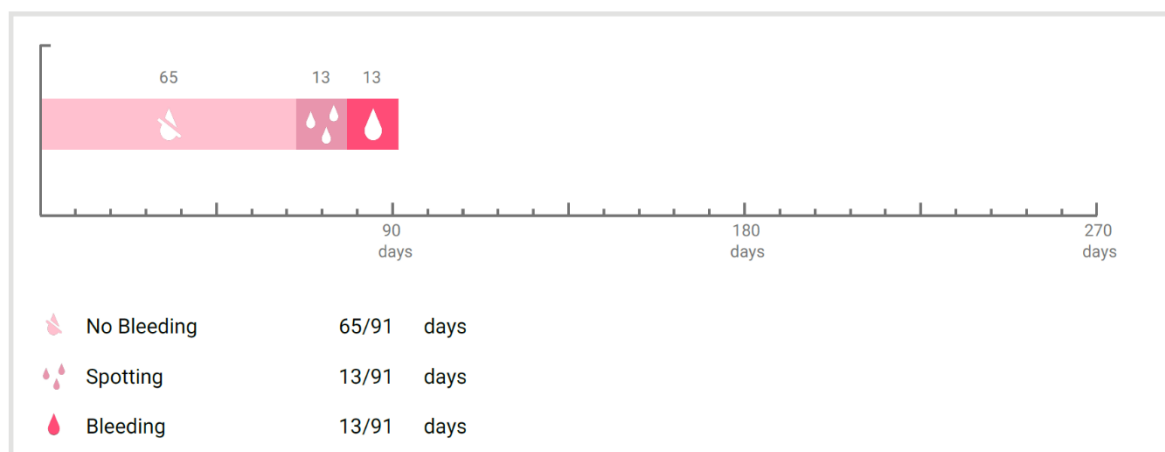 65 13 13
90 180 270
days days days
No Bleeding 65/91 days
Spotting 13/91 days
Bleeding 13/91 days